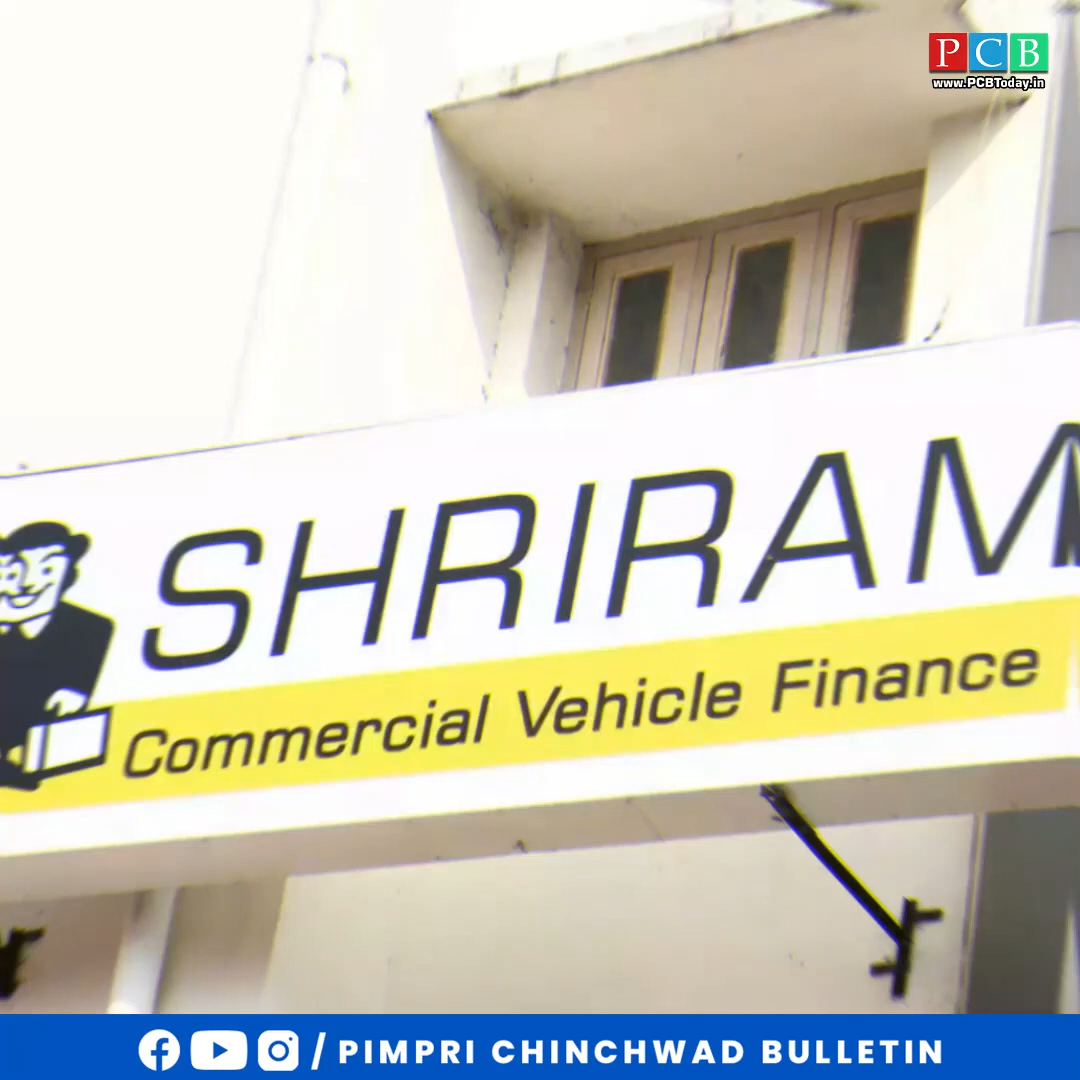 PCB
www.PCBToday.in
SHRIRAM
Commercial Vehicle Finance
/ PIMPRI CHINCHWAD BULLETIN